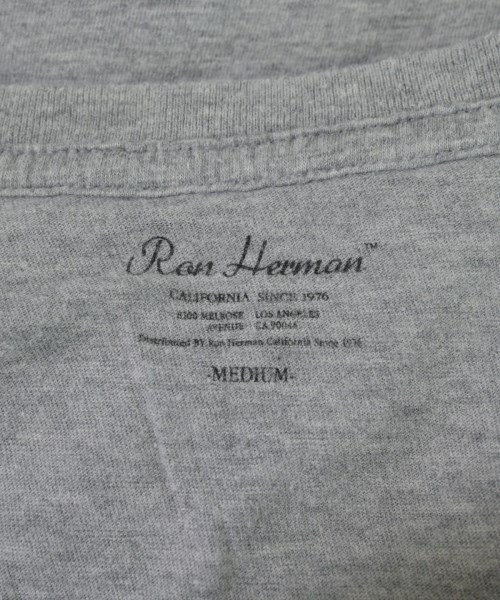 Ron Herman™
CALIFORNIA SINCE 1976
8100 MELROSE LOS ANGELES
AVENUE CA 90046
Distributed BY Ron Herman California Since 1976
-MEDIUM-